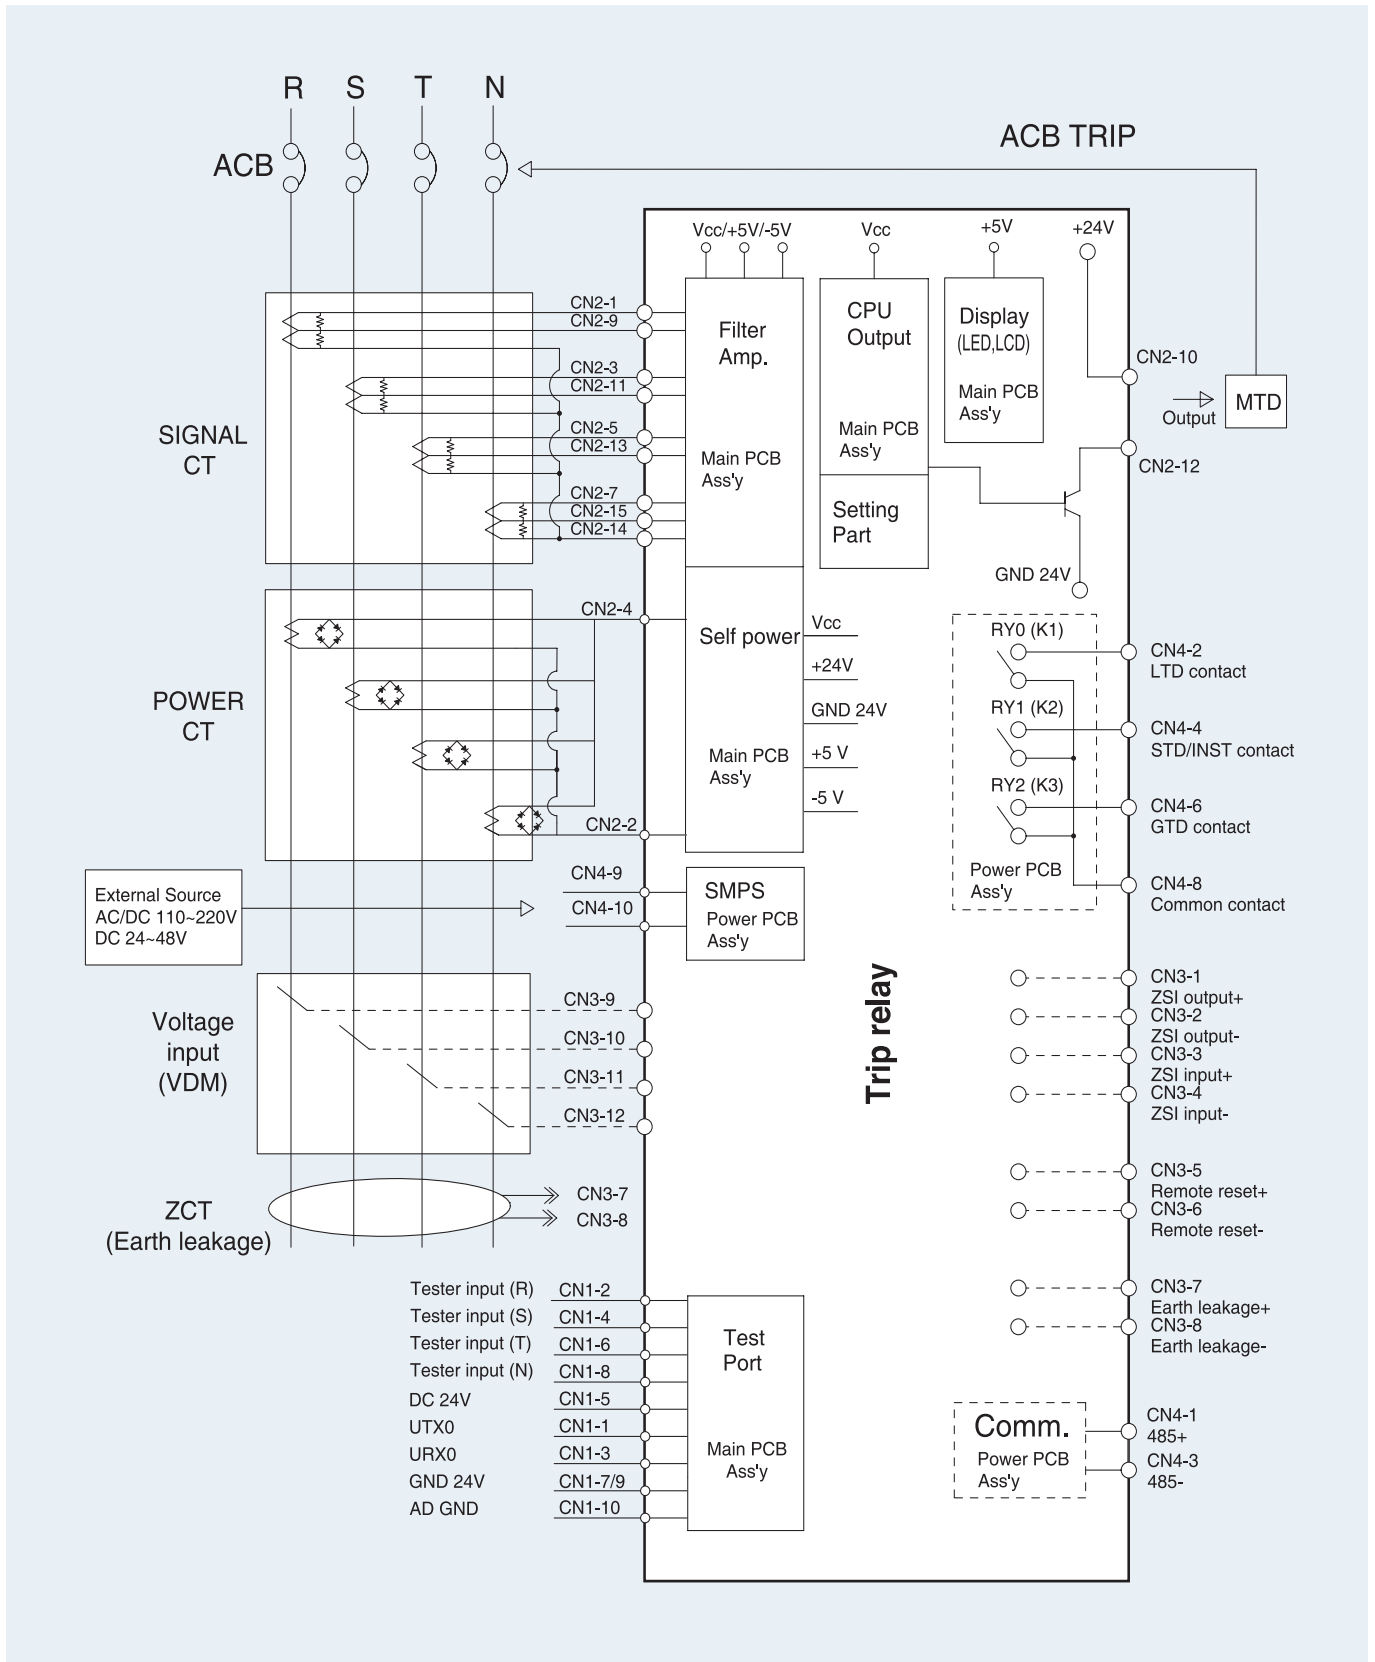 R S T N
ACB
ACB TRIP
Vcc/+5V/-5V
Vcc
+5V
+24V
Filter
Amp.
Main PCB
Ass'y
CPU
Output
Main PCB
Ass'y
Setting
Part
Display
(LED,LCD)
Main PCB
Ass'y
CN2-10
Output
MTD
CN2-12
GND 24V
SIGNAL
CT
CN2-1
CN2-9
CN2-3
CN2-11
CN2-5
CN2-13
CN2-7
CN2-15
CN2-14
POWER
CT
CN2-4
CN2-2
Self power
Main PCB
Ass'y
Vcc
+24V
GND 24V
+5 V
-5 V
RY0 (K1)
RY1 (K2)
RY2 (K3)
Power PCB
Ass'y
CN4-2
LTD contact
CN4-4
STD/INST contact
CN4-6
GTD contact
CN4-8
Common contact
External Source
AC/DC 110~220V
DC 24~48V
CN4-9
CN4-10
SMPS
Power PCB
Ass'y
Trip relay
Voltage
input
(VDM)
CN3-9
CN3-10
CN3-11
CN3-12
CN3-1
ZSI output+
CN3-2
ZSI output-
CN3-3
ZSI input+
CN3-4
ZSI input-
CN3-5
Remote reset+
CN3-6
Remote reset-
CN3-7
Earth leakage+
CN3-8
Earth leakage-
ZCT
(Earth leakage)
CN3-7
CN3-8
Tester input (R) CN1-2
Tester input (S) CN1-4
Tester input (T) CN1-6
Tester input (N) CN1-8
DC 24V CN1-5
UTX0 CN1-1
URX0 CN1-3
GND 24V CN1-7/9
AD GND CN1-10
Test
Port
Main PCB
Ass'y
Comm.
Power PCB
Ass'y
CN4-1
485+
CN4-3
485-